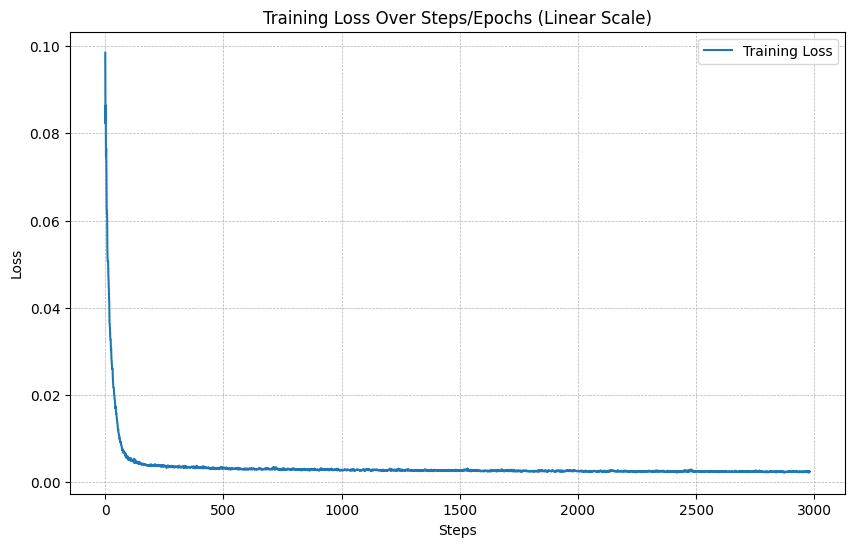 Training Loss Over Steps/Epochs (Linear Scale)
Training Loss
0.10
0.08
0.06
0.04
0.02
0.00
Loss
0 500 1000 1500 2000 2500 3000
Steps